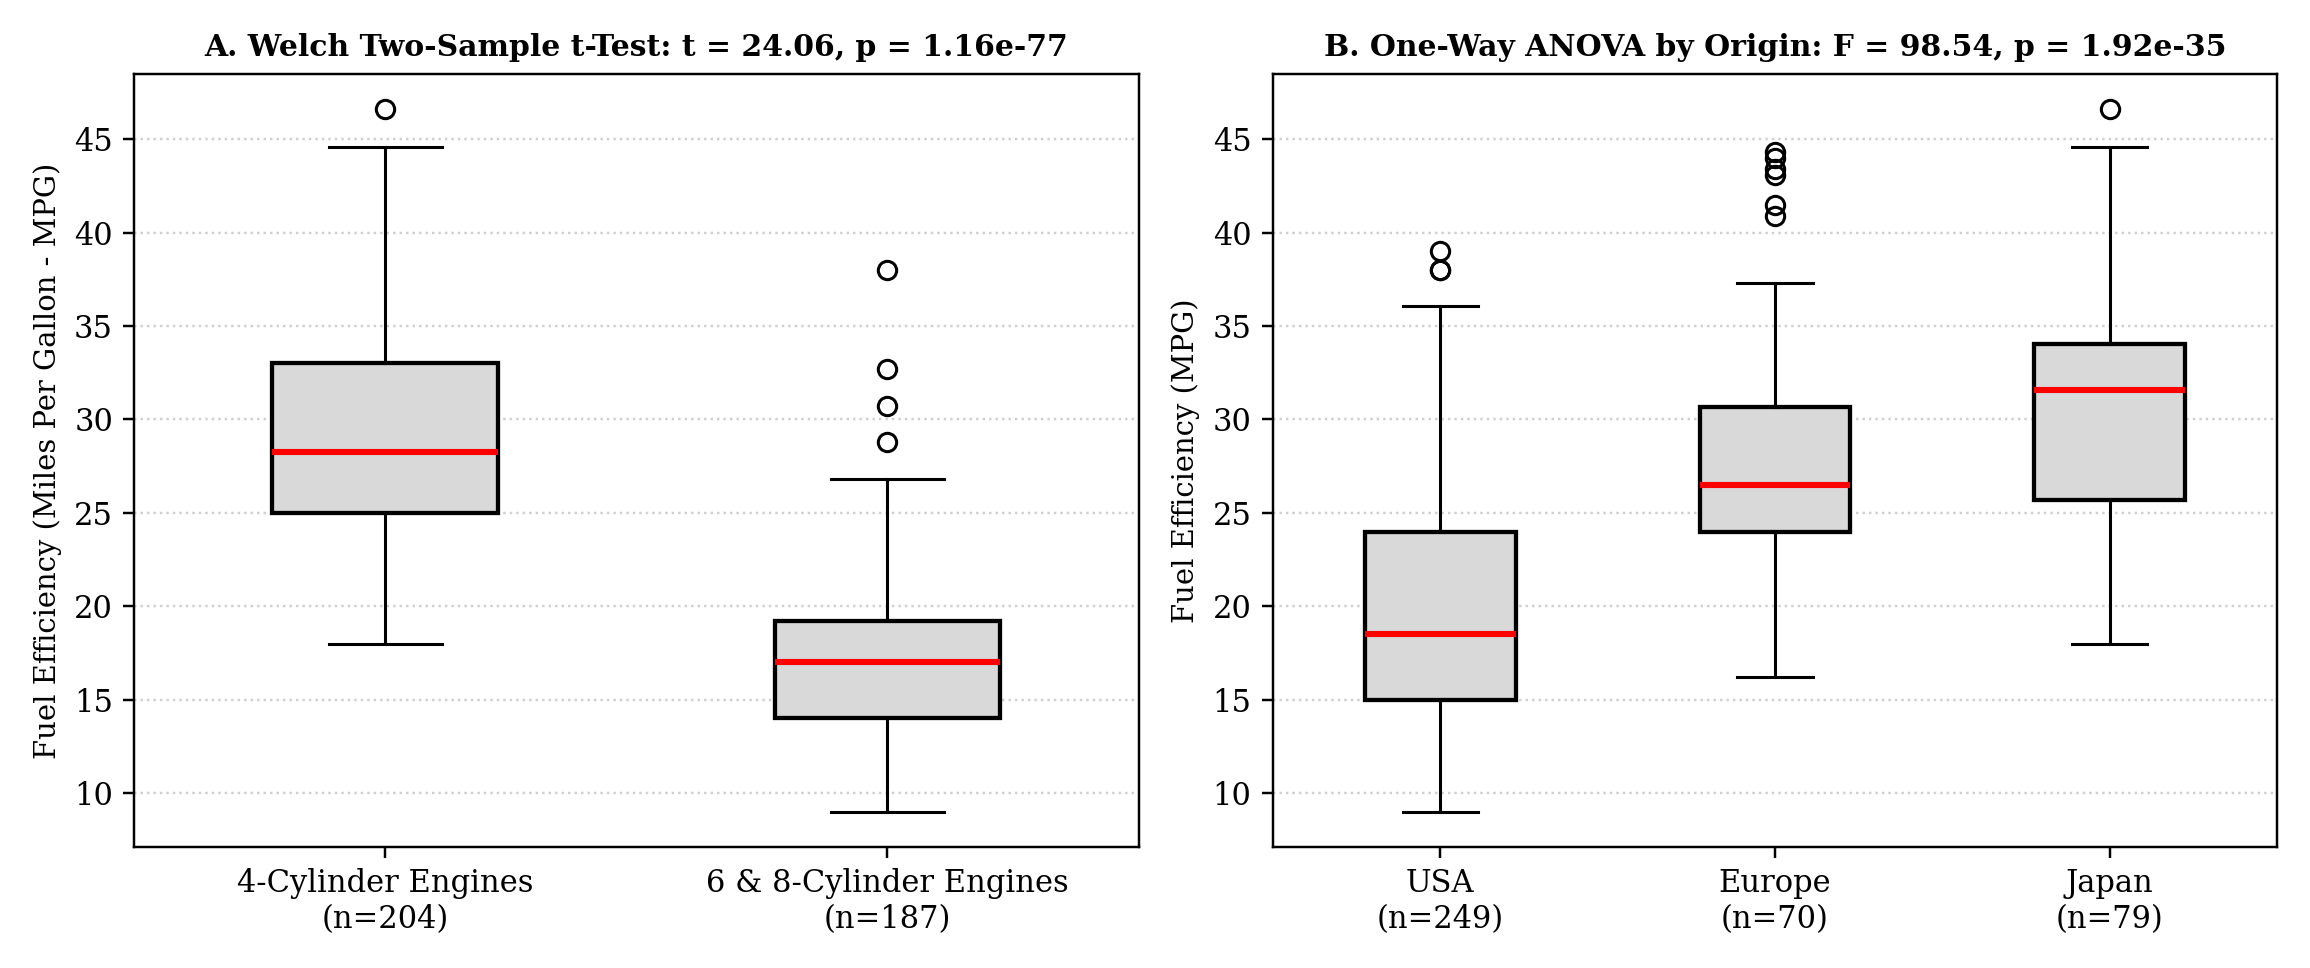 A. Welch Two-Sample t-Test: t = 24.06, p = 1.16e-77
Fuel Efficiency (Miles Per Gallon - MPG)
45
40
35
30
25
20
15
10
4-Cylinder Engines
(n=204)
6 & 8-Cylinder Engines
(n=187)
B. One-Way ANOVA by Origin: F = 98.54, p = 1.92e-35
Fuel Efficiency (MPG)
45
40
35
30
25
20
15
10
USA
(n=249)
Europe
(n=70)
Japan
(n=79)